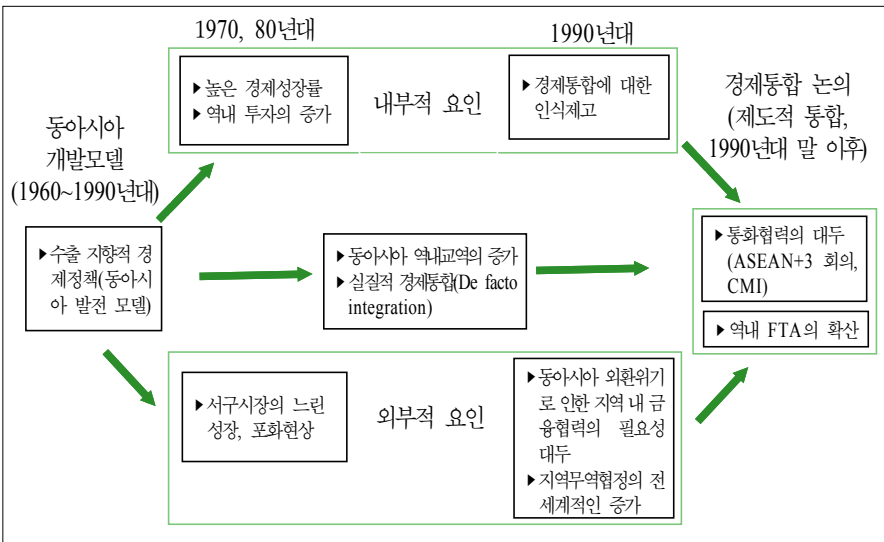 1970, 80년대
1990년대
▶높은 경제성장률
▶역내 투자의 증가
내부적 요인
▶경제통합에 대한
인식제고
경제통합 논의
(제도적 통합,
1990년대 말 이후)
동아시아
개발모델
(1960~1990년대)
▶수출 지향적 경
제정책(동아시
아 발전 모델)
▶동아시아 역내교역의 증가
▶실질적 경제통합(De facto
integration)
▶통화협력의 대두
(ASEAN+3 회의,
CMI)
▶역내 FTA의 확산
▶서구시장의 느린
성장, 포화현상
외부적 요인
▶동아시아 외환위기
로 인한 지역 내 금
융협력의 필요성
대두
▶지역무역협정의 전
세계적인 증가